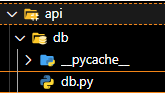 api
db
__pycache__
db.py